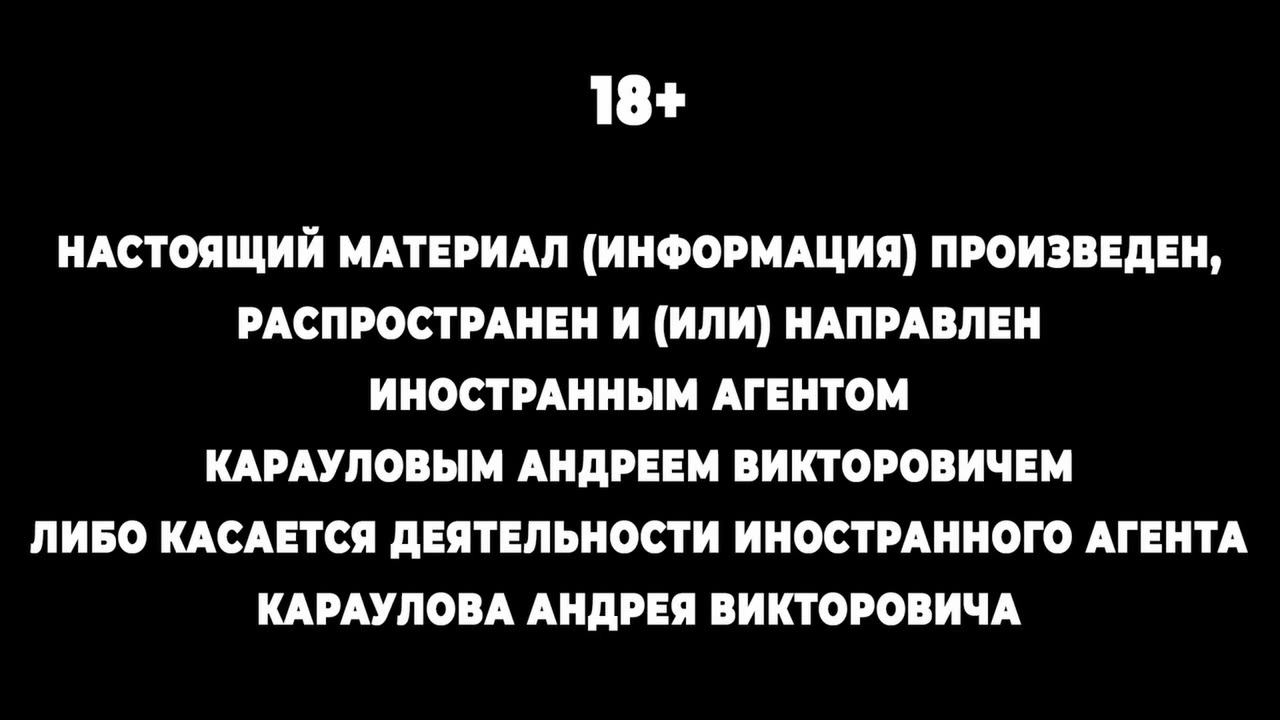 18+
НАСТОЯЩИЙ МАТЕРИАЛ (ИНФОРМАЦИЯ) ПРОИЗВЕДЕН,
РАСПРОСТРАНЕН И (ИЛИ) НАПРАВЛЕН
ИНОСТРАННЫМ АГЕНТОМ
КАРАУЛОВЫМ АНДРЕЕМ ВИКТОРОВИЧЕМ
ЛИБО КАСАЕТСЯ ДЕЯТЕЛЬНОСТИ ИНОСТРАННОГО АГЕНТА
КАРАУЛОВА АНДРЕЯ ВИКТОРОВИЧА